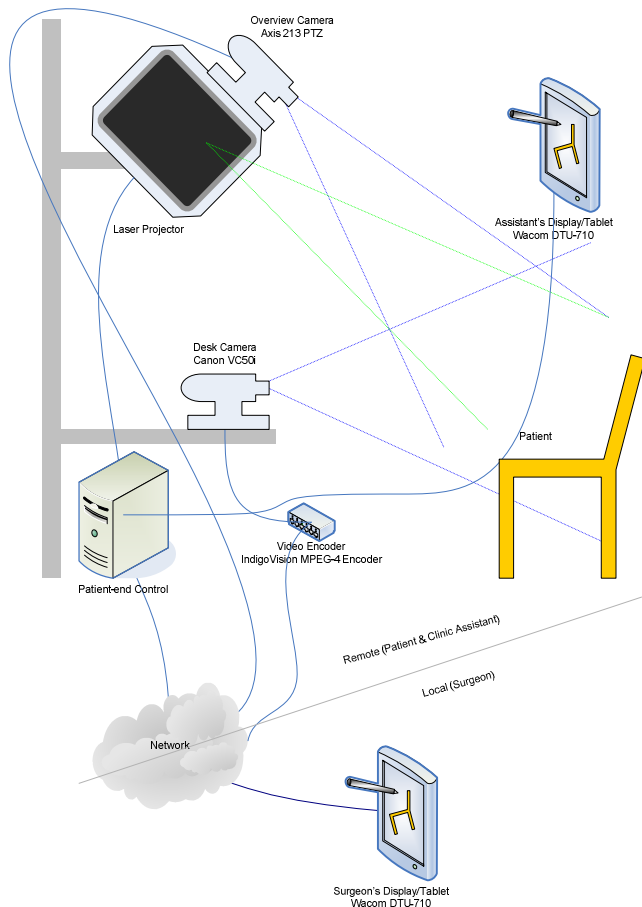 Overview Camera
Axis 213 PTZ
Laser Projector
Assistant's Display/Tablet
Wacom DTU-710
Desk Camera
Canon VC50i
Patient
Video Encoder
IndigoVision MPEG-4 Encoder
Patient-end Control
Remote (Patient & Clinic Assistant)
Local (Surgeon)
Network
Surgeon's Display/Tablet
Wacom DTU-710